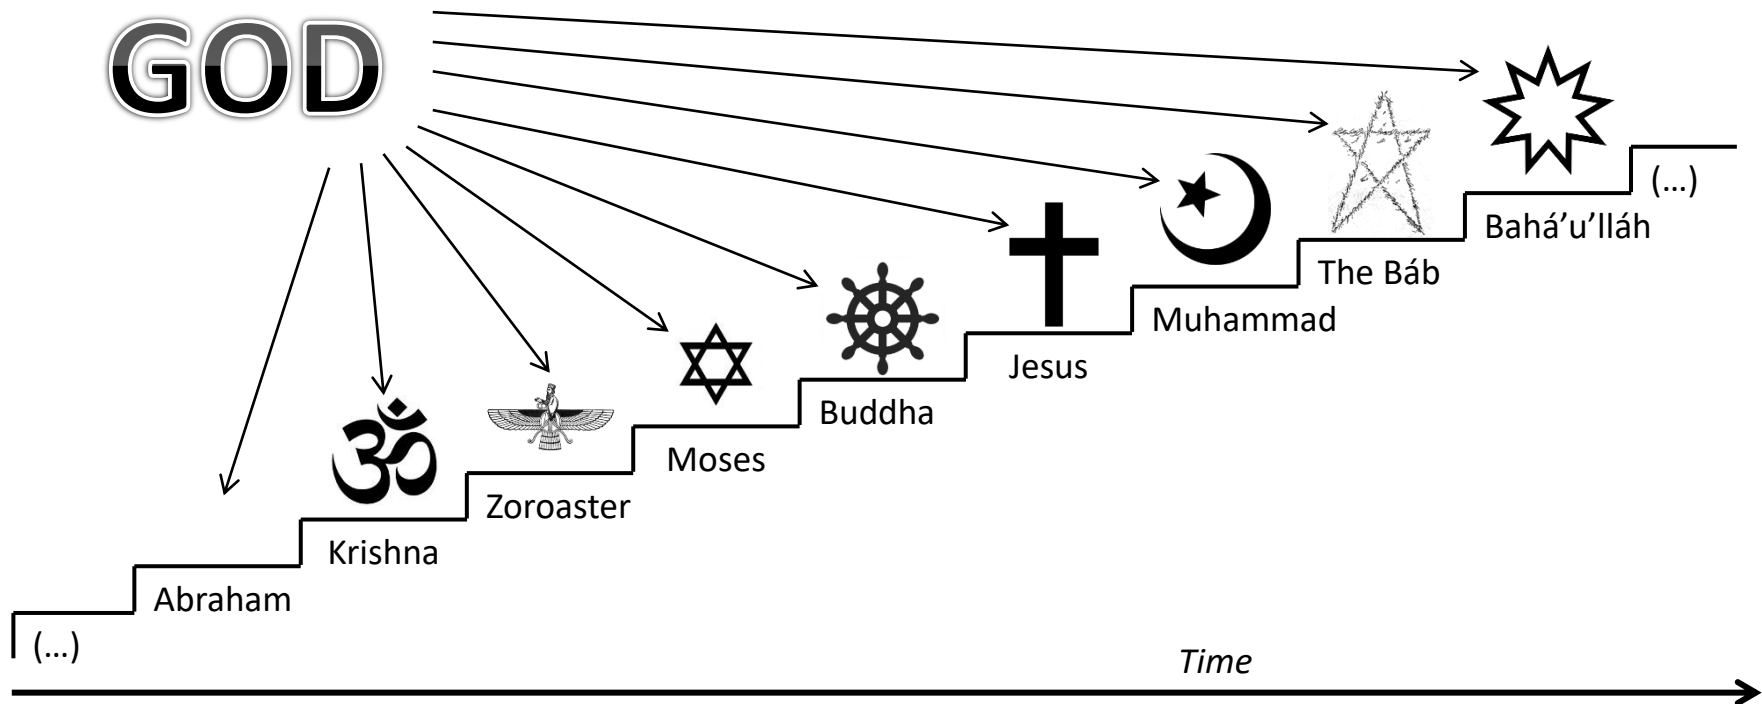 GOD
(…)
Abraham
Krishna
Zoroaster
Moses
Buddha
Jesus
Muhammad
The Báb
Bahá’u’lláh
(…)
Time